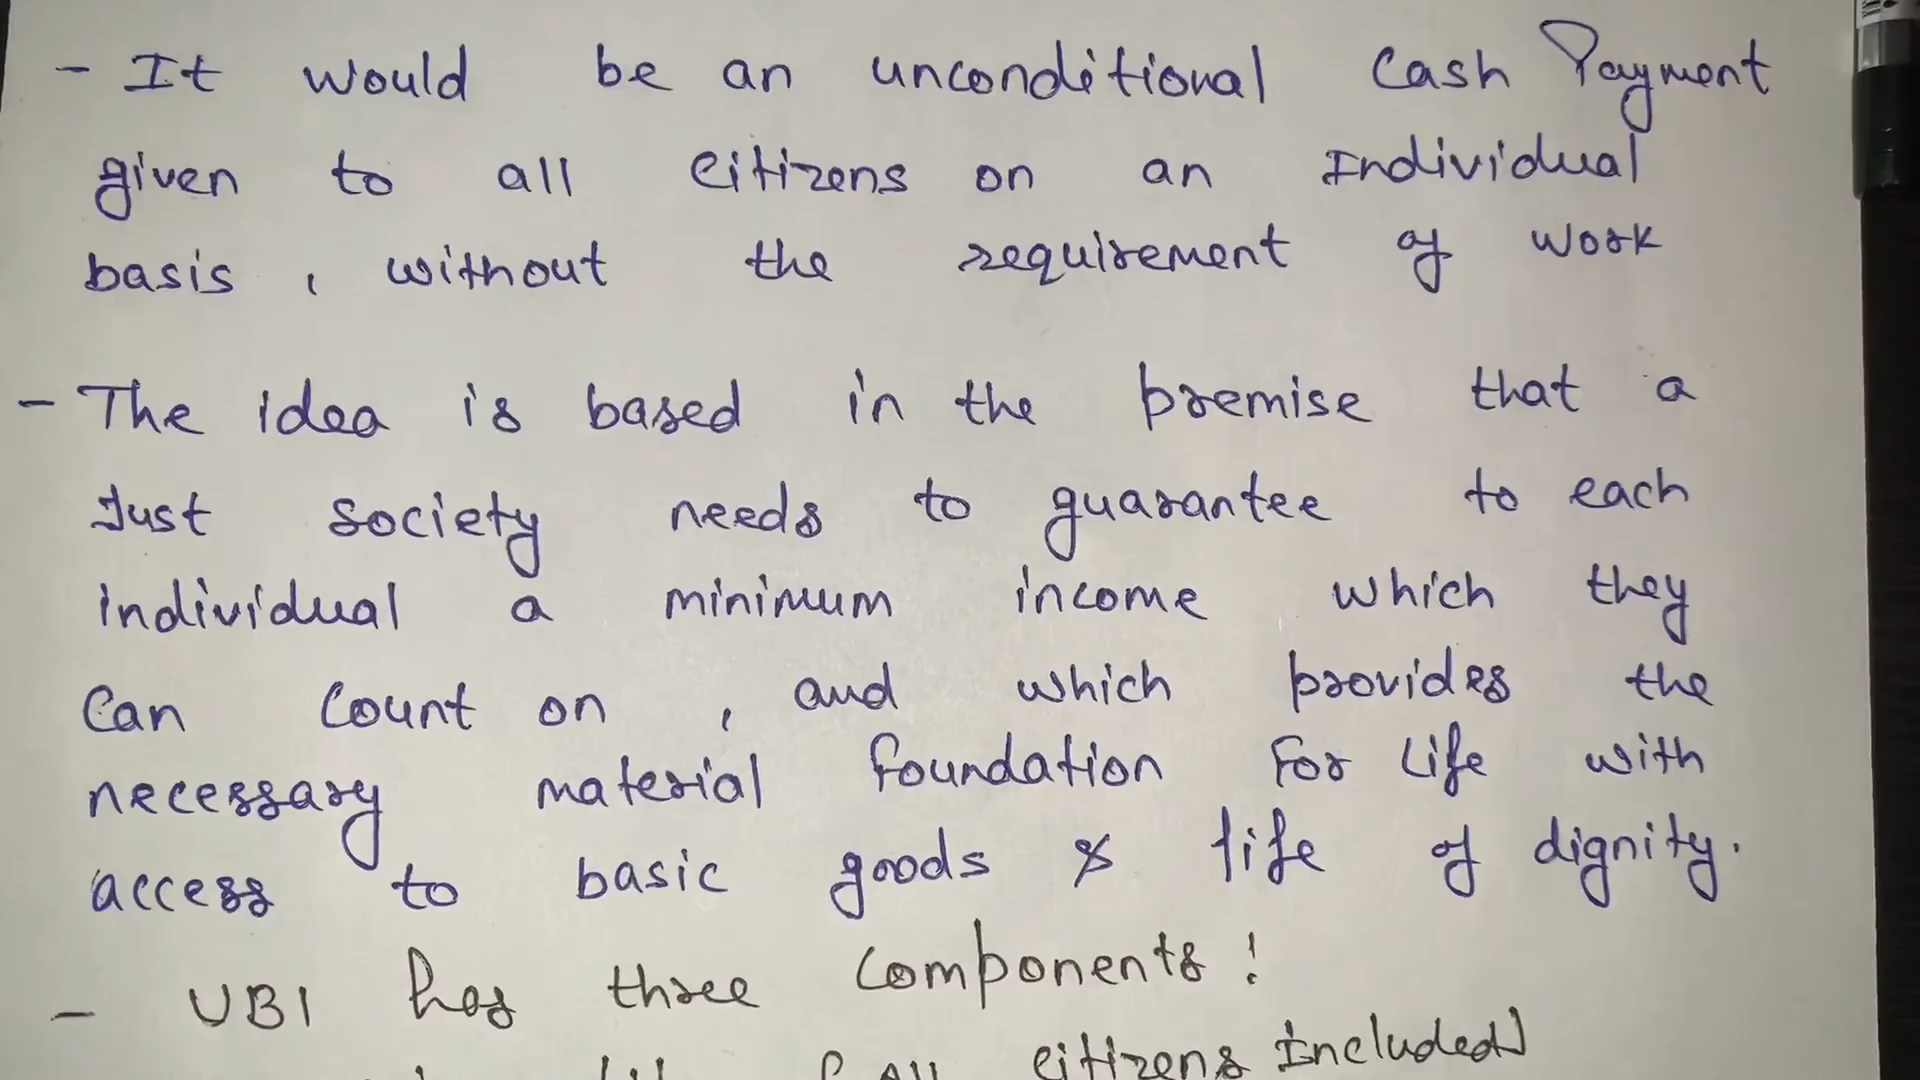 - It would be an unconditional Cash Payment
given to all Citizens on an Individual
basis, without the requirement of work
- The idea is based in the premise that a
Just society needs to guarantee to each
individual a minimum income which they
Can Count on, and which provides the
necessary material foundation For Life with
access to basic goods & life of dignity.
- UBI has three Components!
All citizens Included)